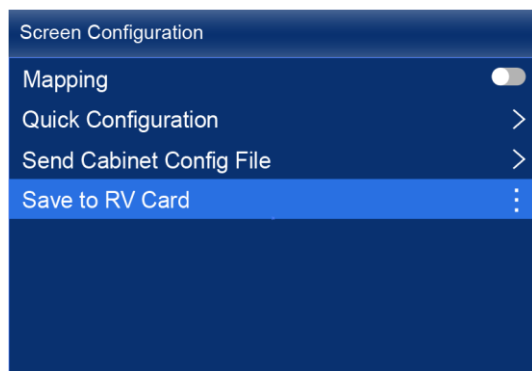 Screen Configuration
Mapping
Quick Configuration
Send Cabinet Config File
Save to RV Card